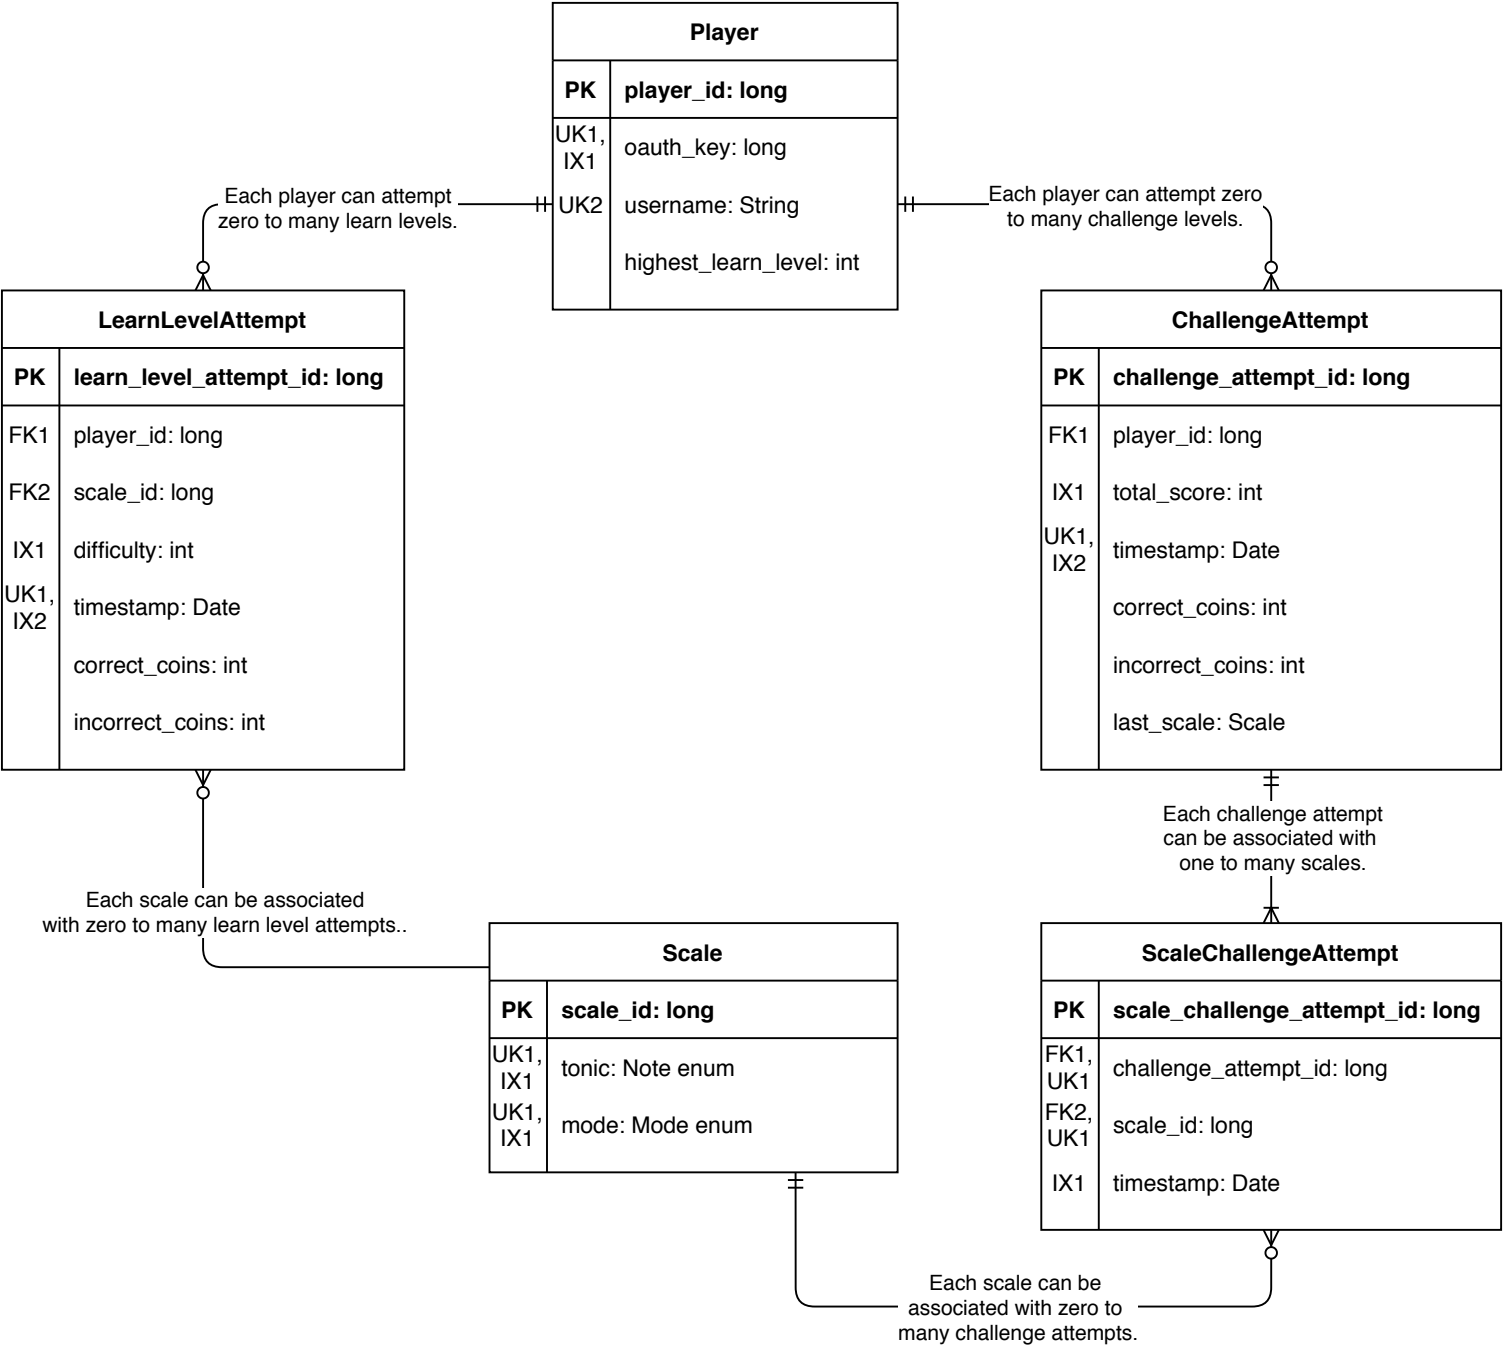 Player
PK
player_id: long
UK1,
IX1
oauth_key: long
UK2
username: String
highest_learn_level: int
Each player can attempt
zero to many learn levels.
Each player can attempt zero
to many challenge levels.
LearnLevelAttempt
PK
learn_level_attempt_id: long
FK1
player_id: long
FK2
scale_id: long
IX1
difficulty: int
UK1,
IX2
timestamp: Date
correct_coins: int
incorrect_coins: int
ChallengeAttempt
PK
challenge_attempt_id: long
FK1
player_id: long
IX1
total_score: int
UK1,
IX2
timestamp: Date
correct_coins: int
incorrect_coins: int
last_scale: Scale
Each challenge attempt
can be associated with
one to many scales.
Each scale can be associated
with zero to many learn level attempts..
Scale
PK
scale_id: long
UK1,
IX1
tonic: Note enum
UK1,
IX1
mode: Mode enum
ScaleChallengeAttempt
PK
scale_challenge_attempt_id: long
FK1,
UK1
challenge_attempt_id: long
FK2,
UK1
scale_id: long
IX1
timestamp: Date
Each scale can be
associated with zero to
many challenge attempts.